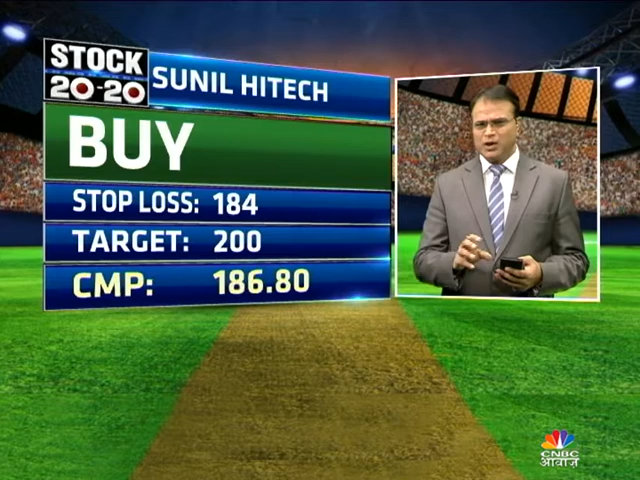 STOCK
20-20
SUNIL HITECH
BUY
STOP LOSS: 184
TARGET: 200
CMP: 186.80
CNBC
आवाज़